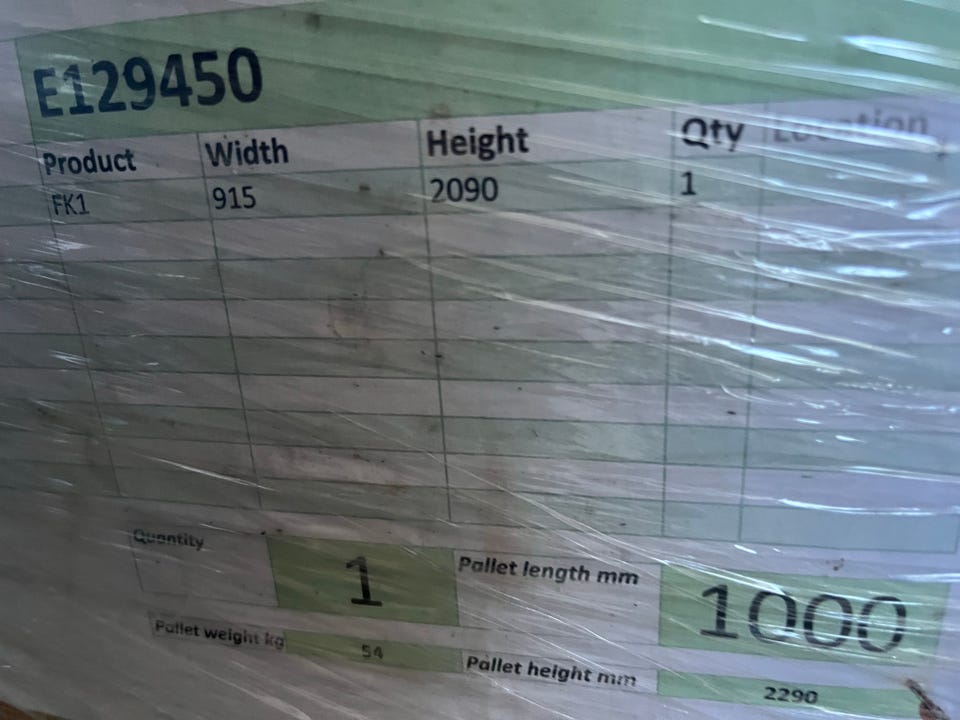 E129450
Product Width Height Qty Location
FK1 915 2090 1
Quantity 1 Pallet length mm 1000
Pallet weight kg 54 Pallet height mm 2290